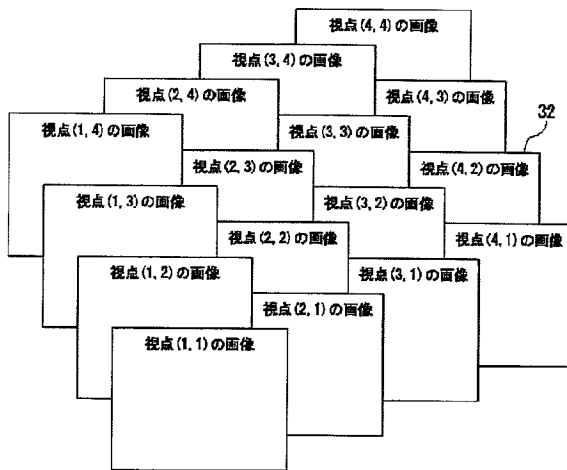 視点(4, 4)の画像
視点(3, 4)の画像
視点(2, 4)の画像
視点(4, 3)の画像
32
視点(1, 4)の画像
視点(3, 3)の画像
視点(2, 3)の画像
視点(4, 2)の画像
視点(1, 3)の画像
視点(3, 2)の画像
視点(2, 2)の画像
視点(4, 1)の画像
視点(1, 2)の画像
視点(3, 1)の画像
視点(2, 1)の画像
視点(1, 1)の画像